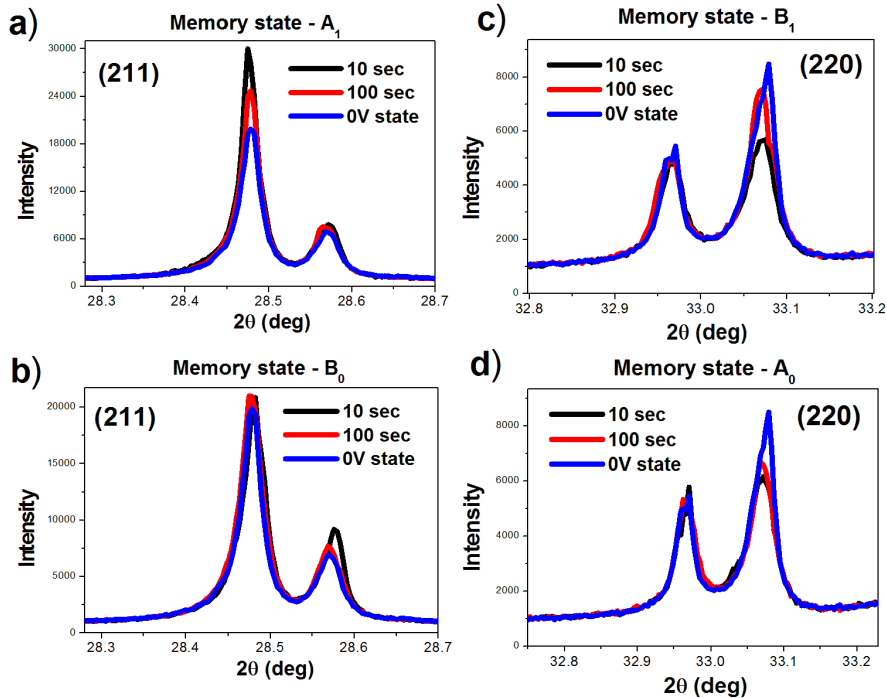 a)
Memory state - A1
(211)
10 sec
100 sec
0V state
Intensity
30000
24000
18000
12000
6000
0
28.3
28.4
28.5
28.6
28.7
2θ (deg)
c)
Memory state - B1
(220)
10 sec
100 sec
0V state
Intensity
8000
6000
4000
2000
0
32.8
32.9
33.0
33.1
33.2
2θ (deg)
b)
Memory state - B0
(211)
10 sec
100 sec
0V state
Intensity
20000
15000
10000
5000
0
28.3
28.4
28.5
28.6
28.7
2θ (deg)
d)
Memory state - A0
(220)
10 sec
100 sec
0V state
Intensity
8000
6000
4000
2000
0
32.8
32.9
33.0
33.1
33.2
2θ (deg)